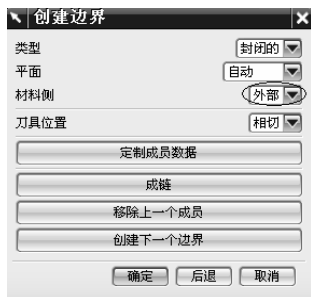 创建边界
类型 封闭的
平面 自动
材料侧 外部
刀具位置 相切
定制成员数据
成链
移除上一个成员
创建下一个边界
确定 后退 取消